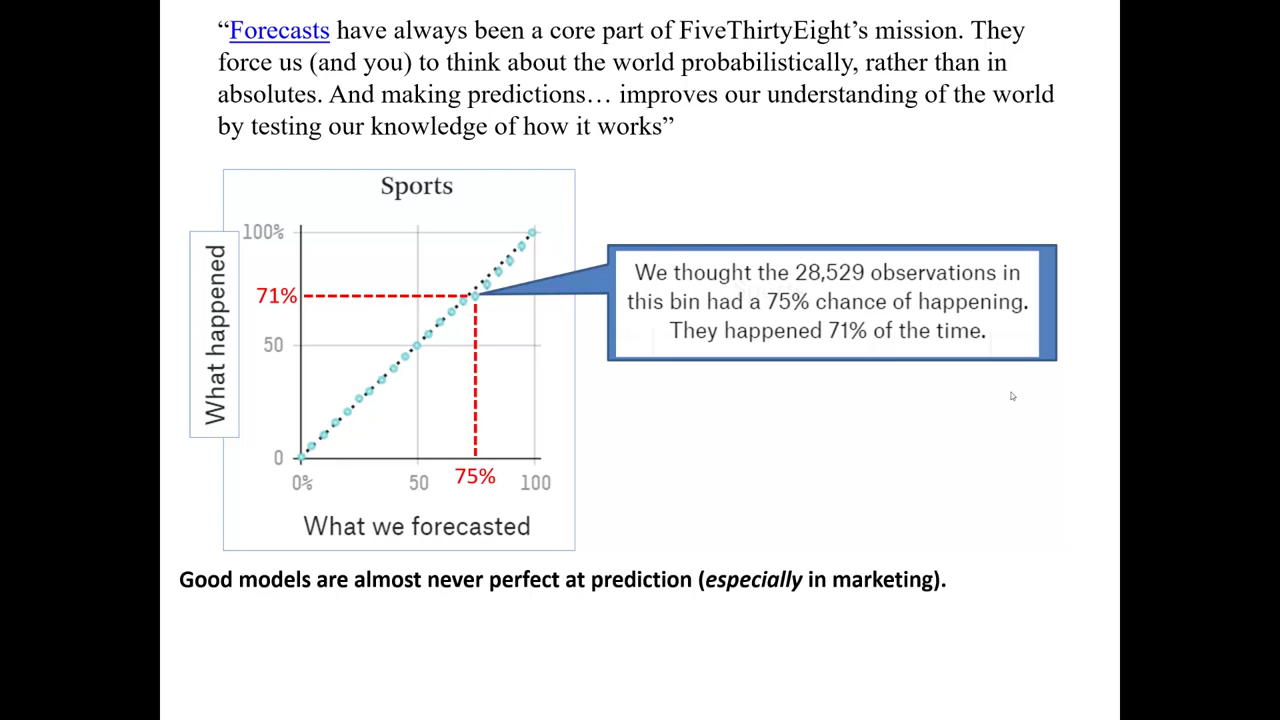 “Forecasts have always been a core part of FiveThirtyEight’s mission. They
force us (and you) to think about the world probabilistically, rather than in
absolutes. And making predictions… improves our understanding of the world
by testing our knowledge of how it works”
Sports
What happened
100%
71%
50
0
0%
50
75%
100
What we forecasted
We thought the 28,529 observations in
this bin had a 75% chance of happening.
They happened 71% of the time.
Good models are almost never perfect at prediction (especially in marketing).